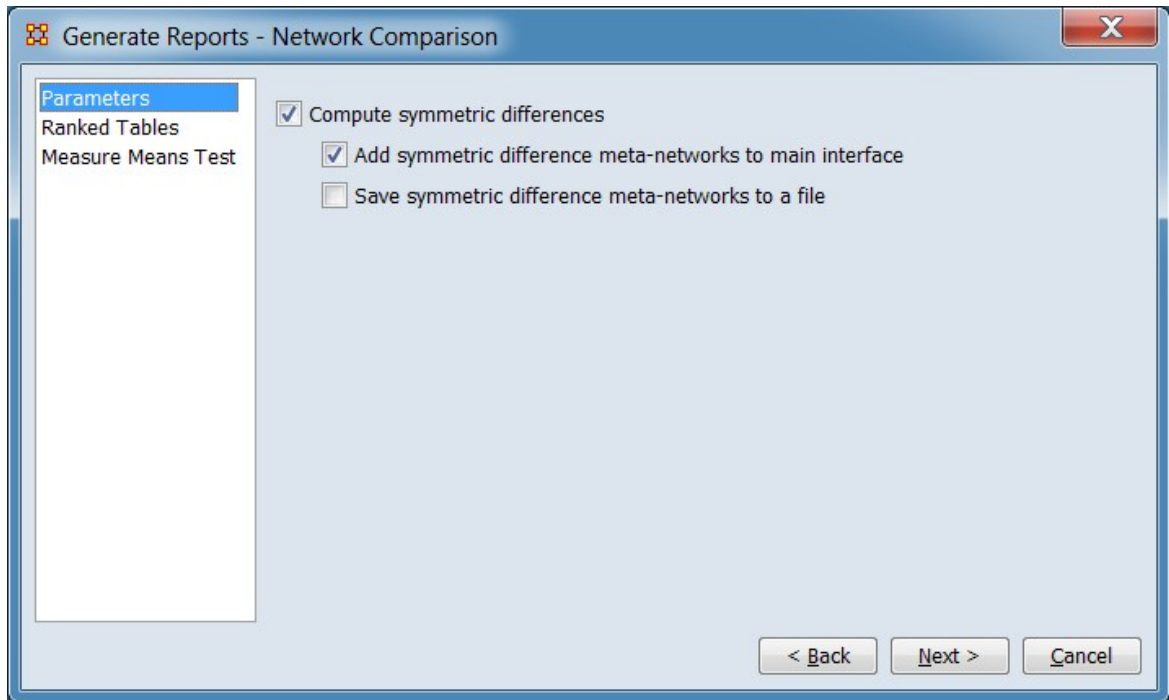 Generate Reports - Network Comparison
X
Parameters
Ranked Tables
Measure Means Test
Compute symmetric differences
Add symmetric difference meta-networks to main interface
Save symmetric difference meta-networks to a file
< Back
Next >
Cancel